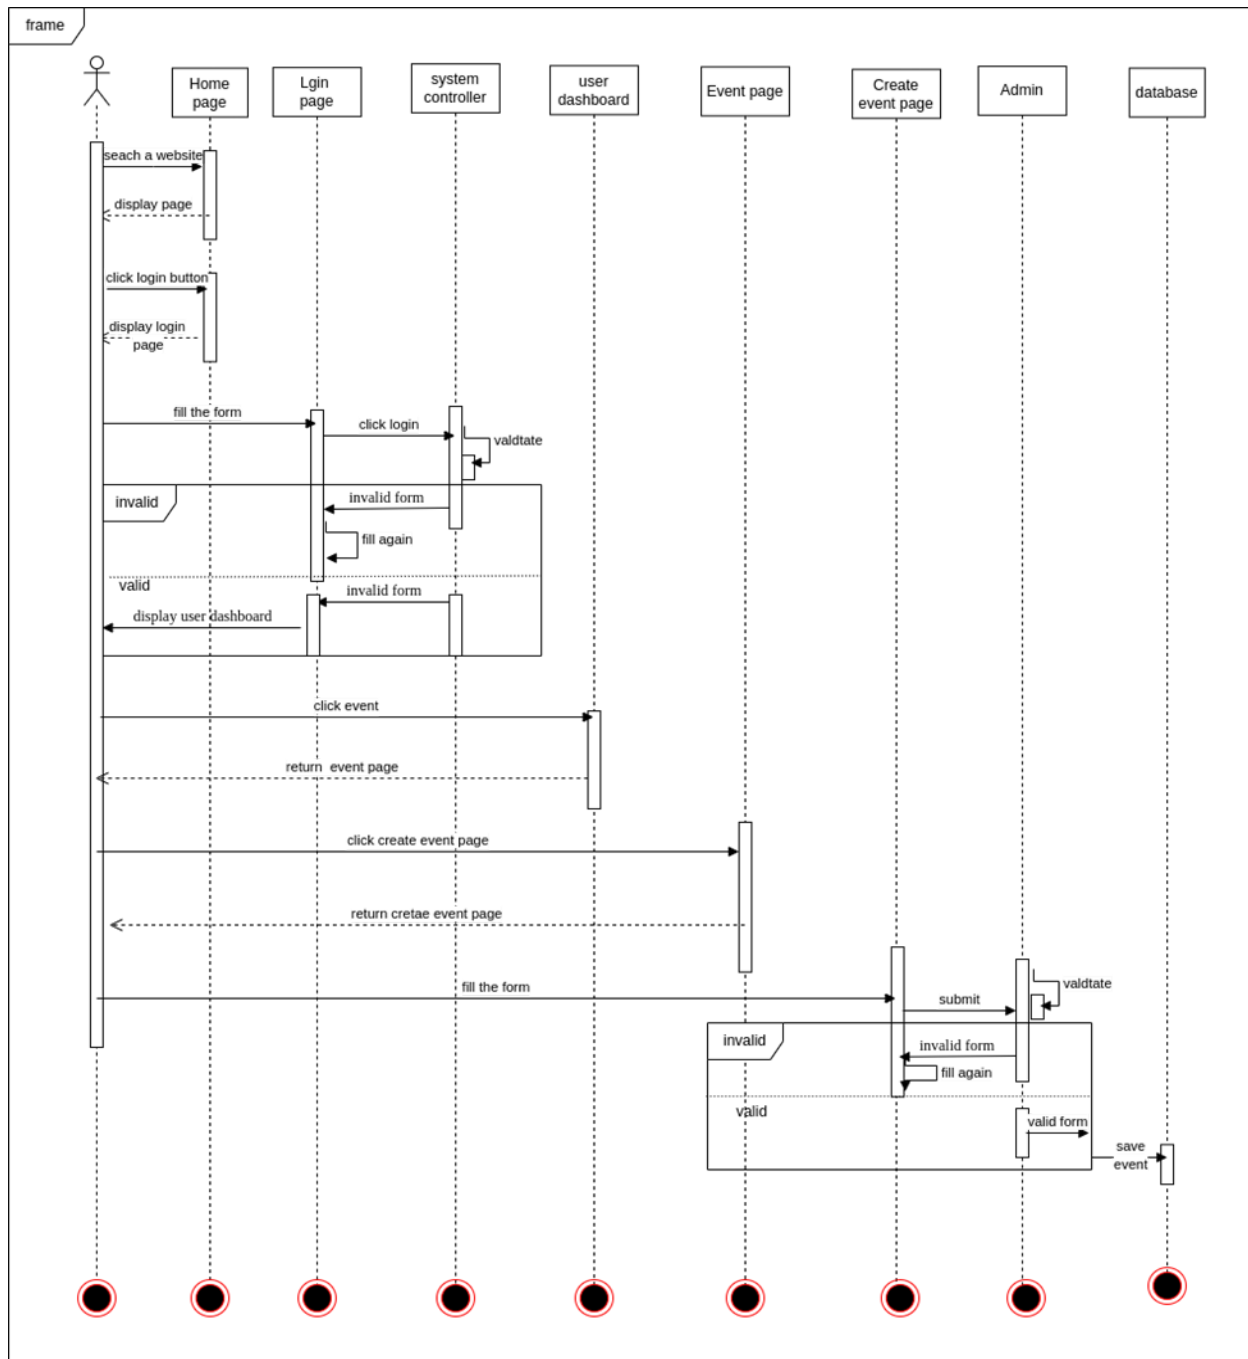 frame
Home
page
Lgin
page
system
controller
user
dashboard
Event page
Create
event page
Admin
database
seach a website
display page
click login button
display login
page
fill the form
click login
valdtate
invalid
invalid form
fill again
valid
invalid form
display user dashboard
click event
return event page
click create event page
return cretae event page
fill the form
submit
valdtate
invalid
invalid form
fill again
valid
valid form
save
event